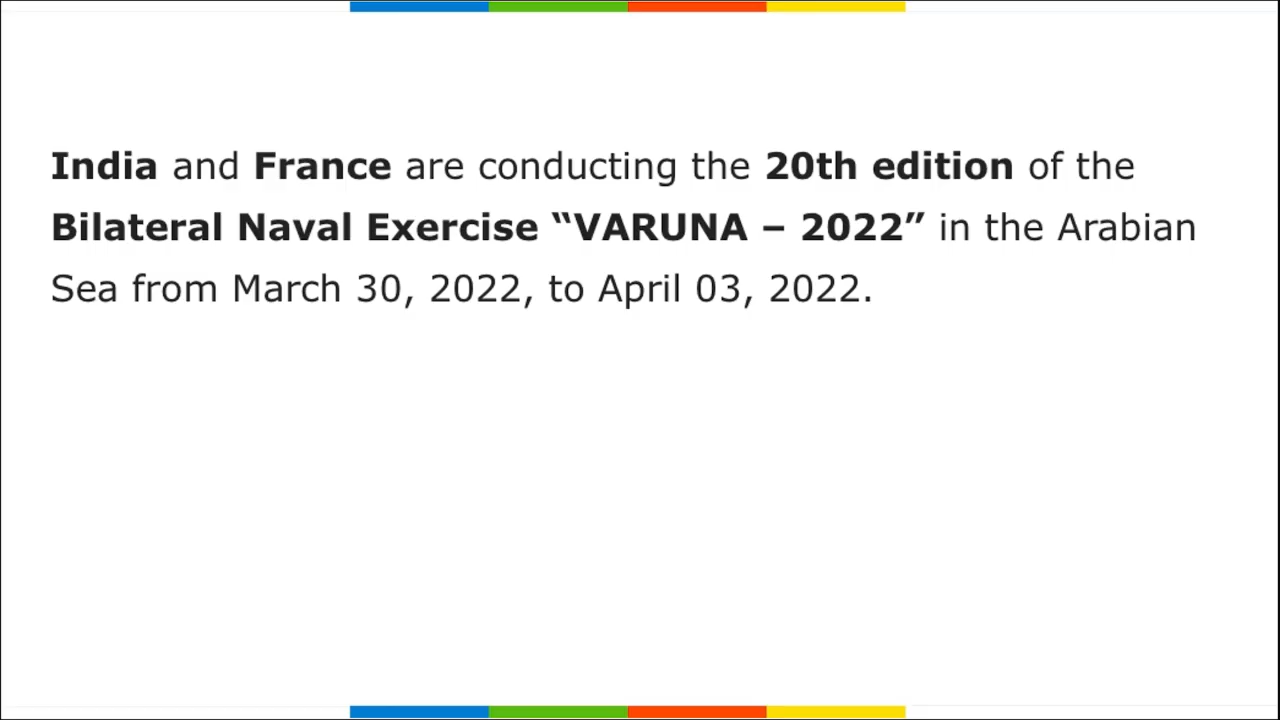 India and France are conducting the 20th edition of the
Bilateral Naval Exercise “VARUNA – 2022” in the Arabian
Sea from March 30, 2022, to April 03, 2022.